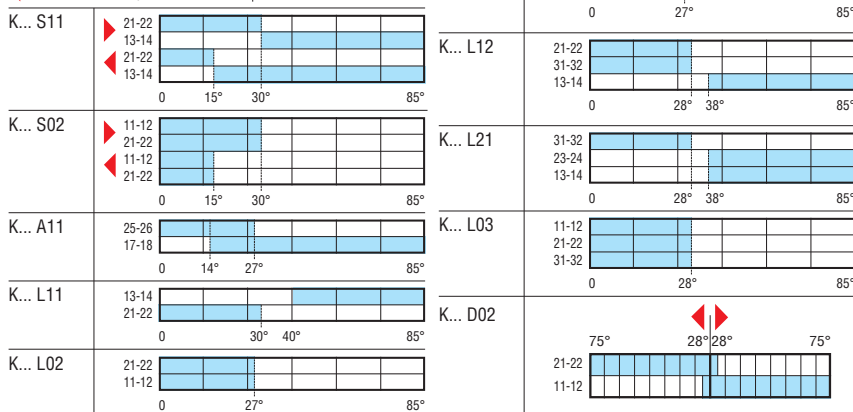 K... S11
21-22
13-14
21-22
13-14
0 15° 30° 85°
K... S02
11-12
21-22
11-12
21-22
0 15° 30° 85°
K... A11
25-26
17-18
0 14° 27° 85°
K... L11
13-14
21-22
0 30° 40° 85°
K... L02
21-22
11-12
0 27° 85°
0 27° 85°
K... L12
21-22
31-32
13-14
0 28° 38° 85°
K... L21
31-32
23-24
13-14
0 28° 38° 85°
K... L03
11-12
21-22
31-32
0 28° 85°
K... D02
75° 28° 28° 75°
21-22
11-12